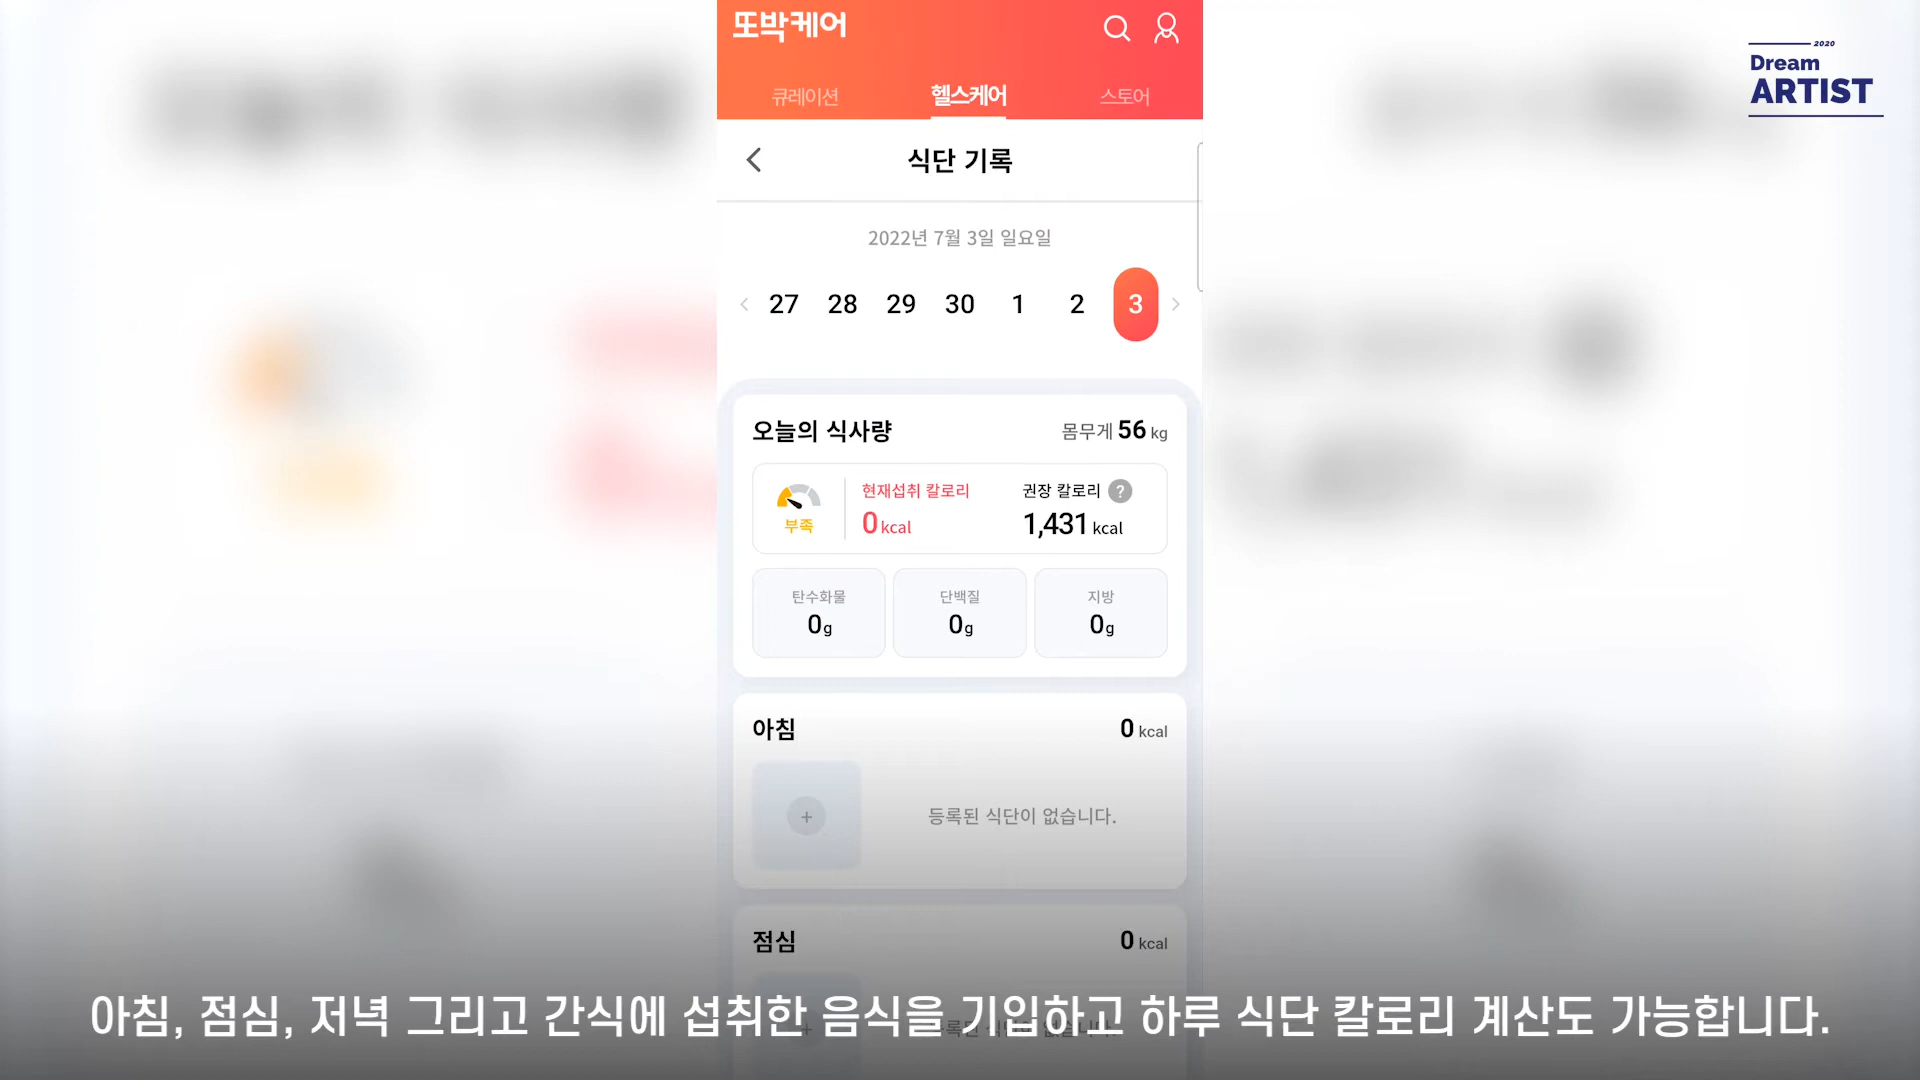 또박케어
큐레이션 헬스케어 스토어
2020
Dream
ARTIST
식단 기록
2022년 7월 3일 일요일
27 28 29 30 1 2 3
오늘의 식사량 몸무게 56 kg
현재섭취 칼로리 권장 칼로리 ?
부족 0 kcal 1,431 kcal
탄수화물 단백질 지방
0g 0g 0g
아침 0 kcal
+ 등록된 식단이 없습니다.
점심 0 kcal
아침, 점심, 저녁 그리고 간식에 섭취한 음식을 기입하고 하루 식단 칼로리 계산도 가능합니다.